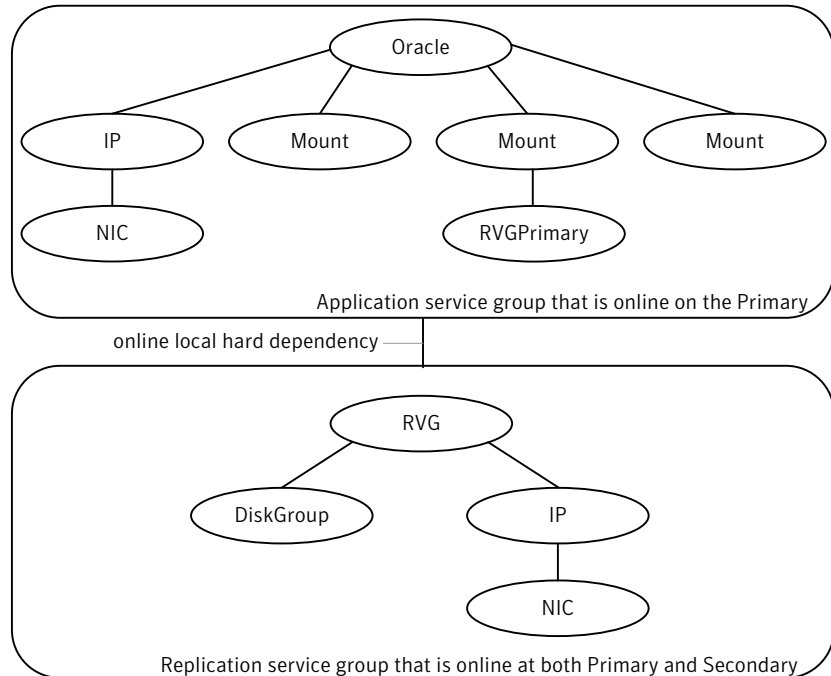 Oracle
IP
Mount
Mount
Mount
NIC
RVGPrimary
Application service group that is online on the Primary
online local hard dependency
RVG
DiskGroup
IP
NIC
Replication service group that is online at both Primary and Secondary